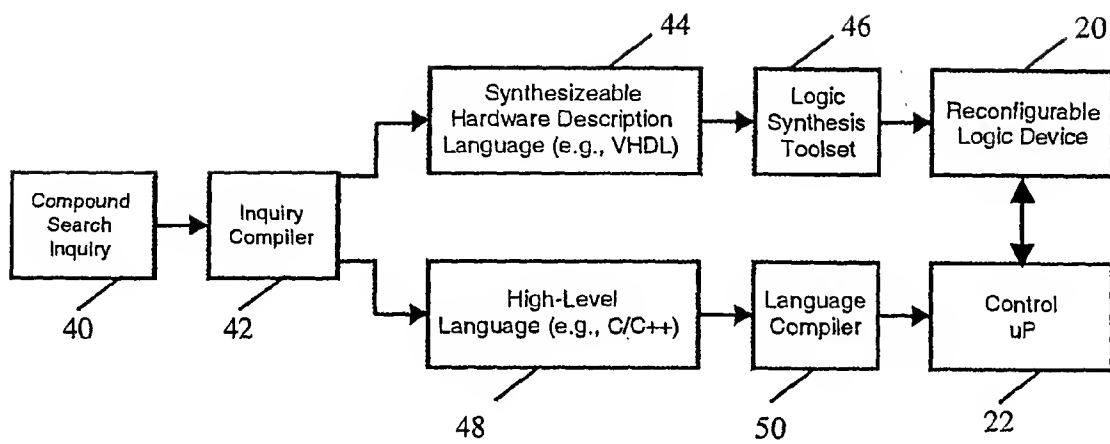 44
46
20
Synthesizeable
Hardware Description
Language (e.g., VHDL)
Logic
Synthesis
Toolset
Reconfigurable
Logic Device
Compound
Search
Inquiry
Inquiry
Compiler
40
42
High-Level
Language (e.g., C/C++)
Language
Compiler
Control
uP
48
50
22